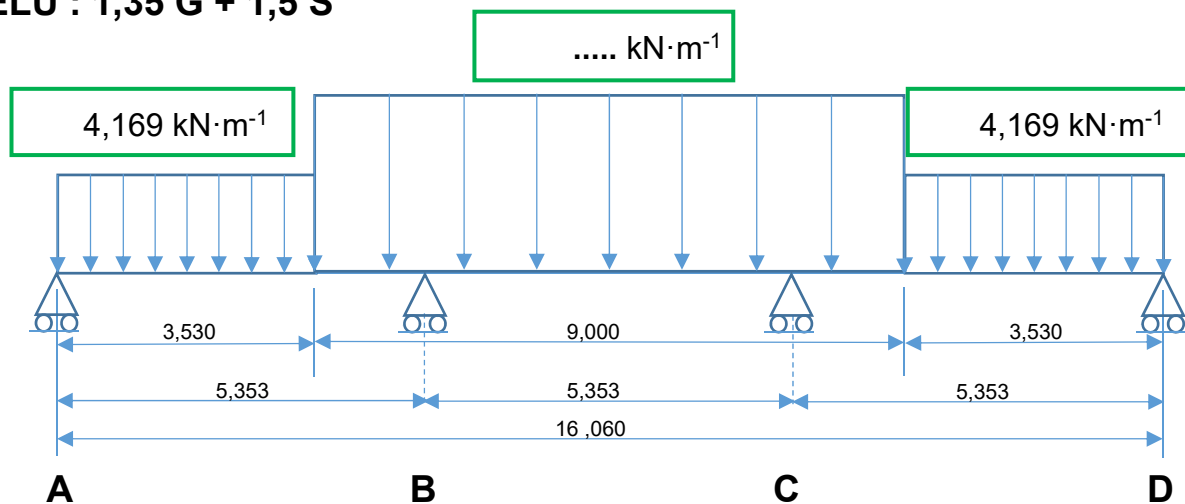 ELU : 1,35 G + 1,5 S
..... kN·m-1
4,169 kN·m-1
4,169 kN·m-1
3,530
9,000
3,530
5,353
5,353
5,353
16 ,060
A
B
C
D